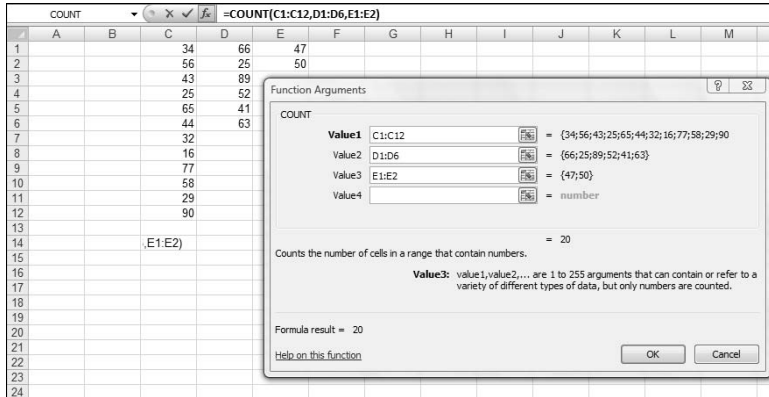 COUNT =COUNT(C1:C12,D1:D6,E1:E2)
A B C D E F G H I J K L M
1 34 66 47
2 56 25 50
3 43 89
4 25 52
5 65 41
6 44 63
7 32
8 16
9 77
10 58
11 29
12 90
13
14 ,E1:E2)
15
16
17
18
19
20
21
22
23
24
Function Arguments
COUNT
Value1 C1:C12 = {34;56;43;25;65;44;32;16;77;58;29;90
Value2 D1:D6 = {66;25;89;52;41;63}
Value3 E1:E2 = {47;50}
Value4 = number
= 20
Counts the number of cells in a range that contain numbers.
Value3: value1,value2,... are 1 to 255 arguments that can contain or refer to a
variety of different types of data, but only numbers are counted.
Formula result = 20
Help on this function OK Cancel